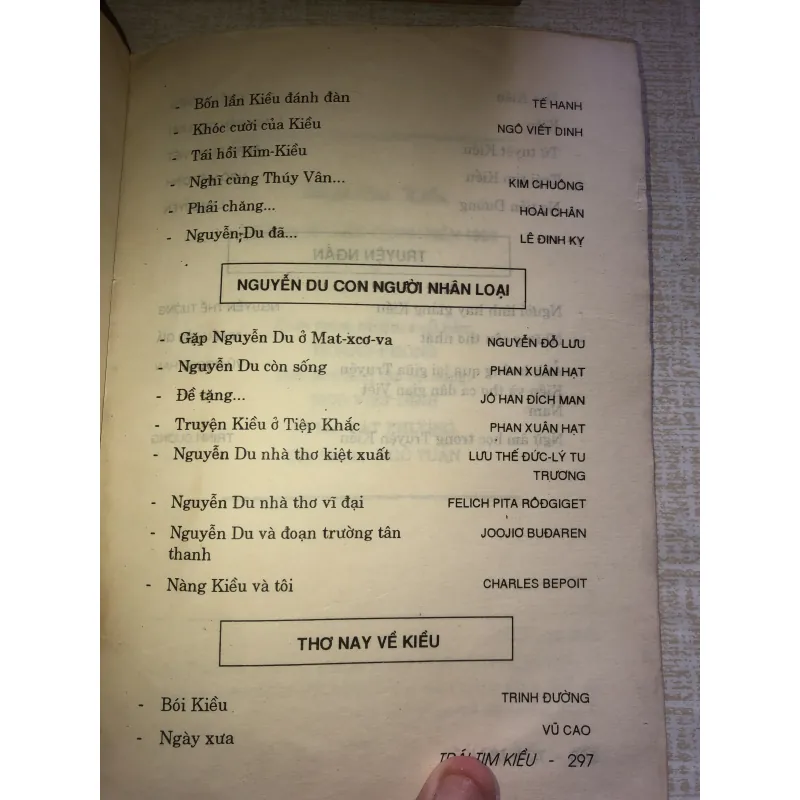 - Bốn lần Kiều đánh đàn TẾ HANH
- Khóc cười của Kiều NGÔ VIẾT DINH
- Tái hồi Kim-Kiều
- Nghĩ cùng Thúy Vân... KIM CHUÔNG
- Phải chăng... HOÀI CHÂN
- Nguyễn Du đã... LÊ ĐINH KỴ
NGUYỄN DU CON NGƯỜI NHÂN LOẠI
- Gặp Nguyễn Du ở Mat-xcơ-va NGUYỄN ĐỖ LƯU
- Nguyễn Du còn sống PHAN XUÂN HẠT
- Đề tặng... JÔ HAN ĐÍCH MAN
- Truyện Kiều ở Tiệp Khắc PHAN XUÂN HẠT
- Nguyễn Du nhà thơ kiệt xuất LƯU THẾ ĐỨC-LÝ TU
TRƯƠNG
- Nguyễn Du nhà thơ vĩ đại FELICH PITA RÔĐGIGET
- Nguyễn Du và đoạn trường tân JOOJIƠ BUĐAREN
thanh
- Nàng Kiều và tôi CHARLES BEPOIT
THƠ NAY VỀ KIỀU
- Bói Kiều TRINH ĐƯỜNG
- Ngày xưa VŨ CAO
TRÁI TIM KIỀU - 297